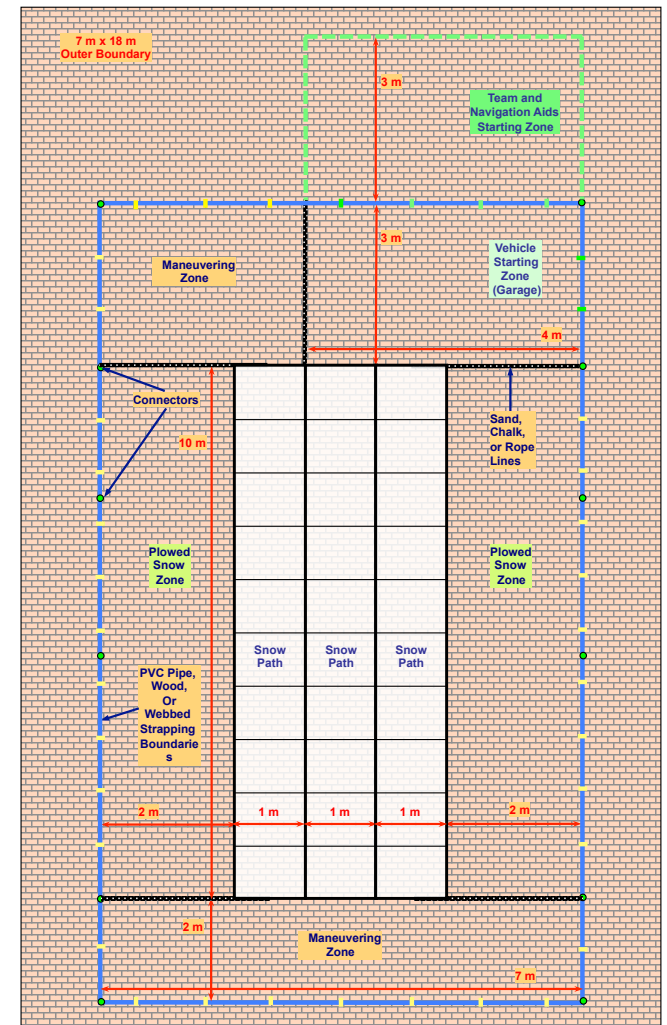 7 m x 18 m
Outer Boundary
3 m
Team and
Navigation Aids
Starting Zone
3 m
Maneuvering
Zone
Vehicle
Starting
Zone
(Garage)
4 m
Connectors
Sand,
Chalk,
or Rope
Lines
10 m
Plowed
Snow
Zone
Plowed
Snow
Zone
Snow
Path
Snow
Path
Snow
Path
PVC Pipe,
Wood,
Or
Webbed
Strapping
Boundarie
s
2 m
1 m
1 m
1 m
2 m
2 m
Maneuvering
Zone
7 m